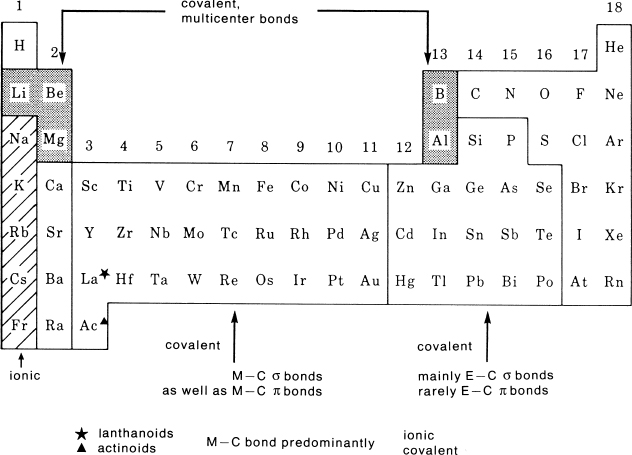 1 covalent, multicenter bonds 18
H 2 13 14 15 16 17 He
Li Be B C N O F Ne
Na Mg 3 4 5 6 7 8 9 10 11 12 Al Si P S Cl Ar
K Ca Sc Ti V Cr Mn Fe Co Ni Cu Zn Ga Ge As Se Br Kr
Rb Sr Y Zr Nb Mo Tc Ru Rh Pd Ag Cd In Sn Sb Te I Xe
Cs Ba La★ Hf Ta W Re Os Ir Pt Au Hg Tl Pb Bi Po At Rn
Fr Ra Ac▲
ionic
covalent
M–C σ bonds
as well as M–C π bonds
covalent
mainly E–C σ bonds
rarely E–C π bonds
★ lanthanoids
▲ actinoids
M–C bond predominantly
ionic
covalent